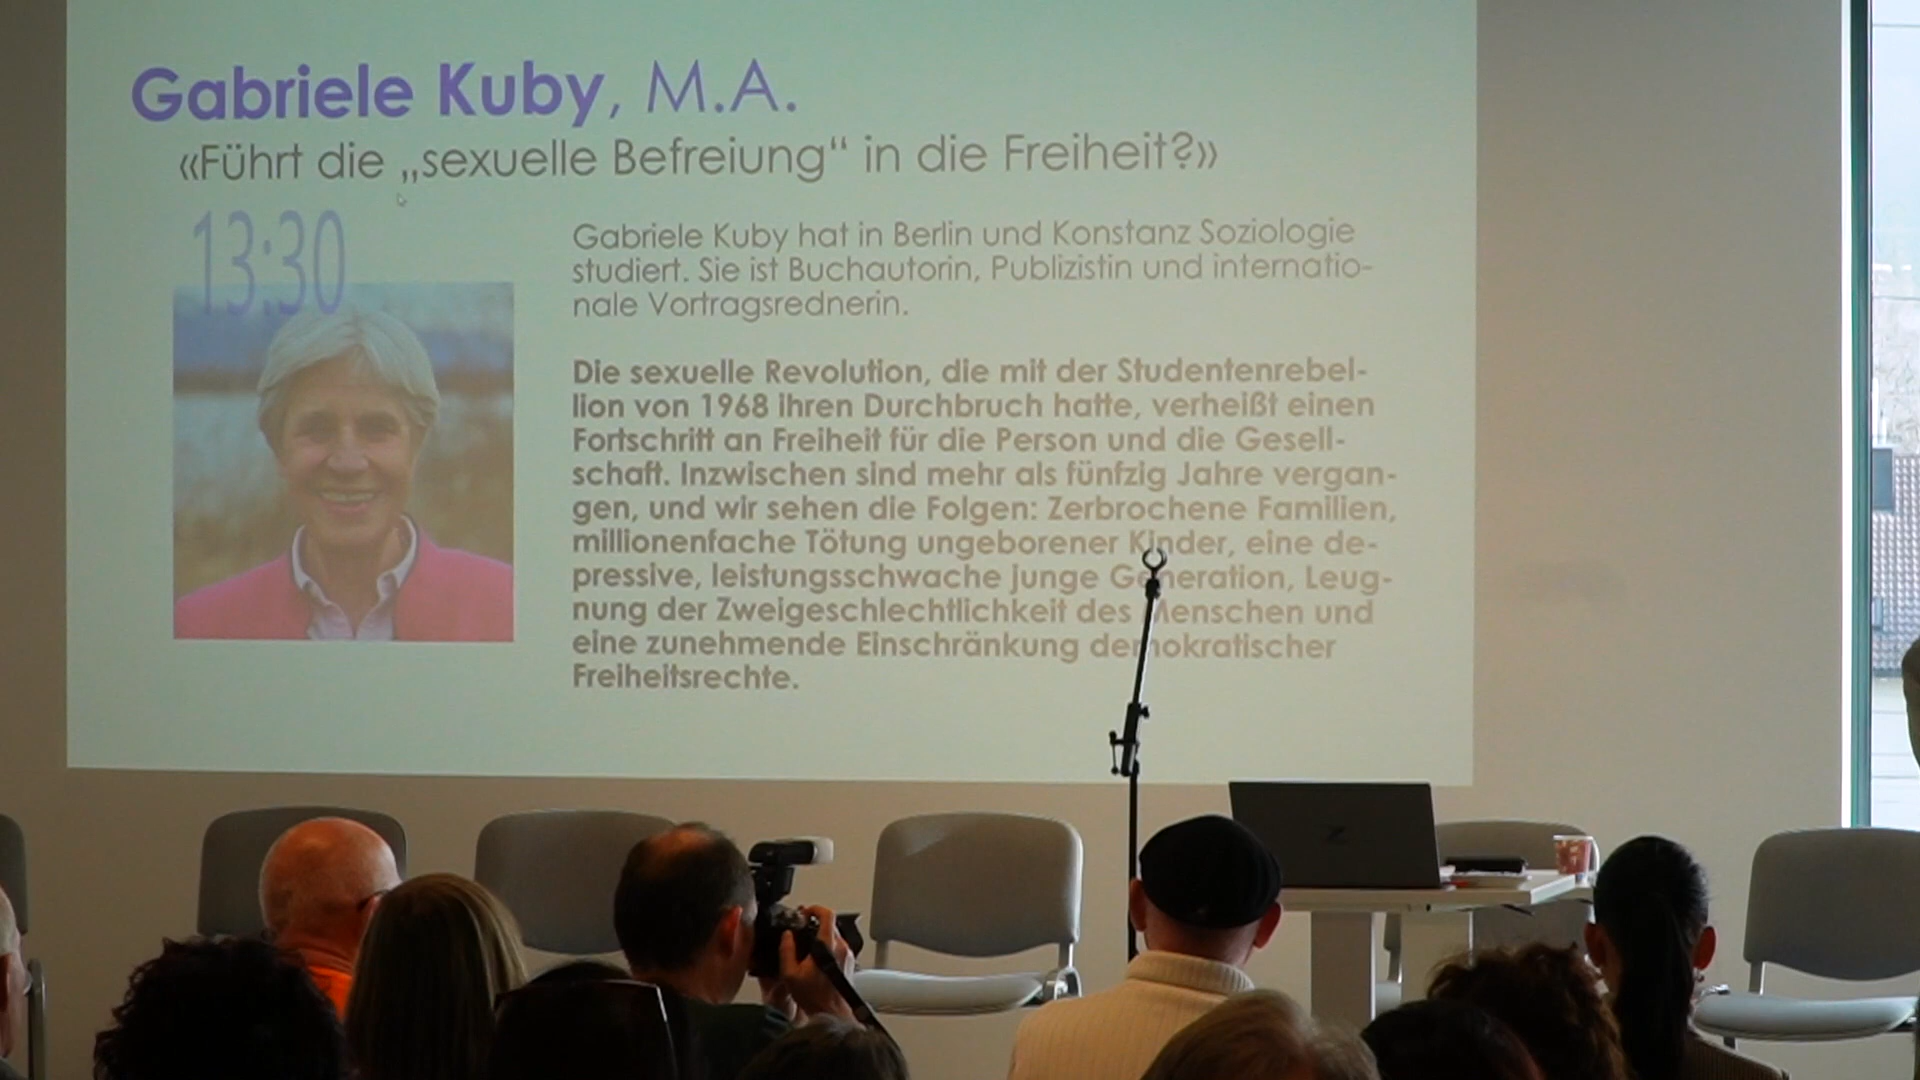 Gabriele Kuby, M.A.
«Führt die „sexuelle Befreiung“ in die Freiheit?»
13:30
Gabriele Kuby hat in Berlin und Konstanz Soziologie
studiert. Sie ist Buchautorin, Publizistin und internatio-
nale Vortragsrednerin.
Die sexuelle Revolution, die mit der Studentenrebel-
lion von 1968 ihren Durchbruch hatte, verheißt einen
Fortschritt an Freiheit für die Person und die Gesell-
schaft. Inzwischen sind mehr als fünfzig Jahre vergan-
gen, und wir sehen die Folgen: Zerbrochene Familien,
millionenfache Tötung ungeborener Kinder, eine de-
pressive, leistungsschwache junge Generation, Leug-
nung der Zweigeschlechtlichkeit des Menschen und
eine zunehmende Einschränkung demokratischer
Freiheitsrechte.